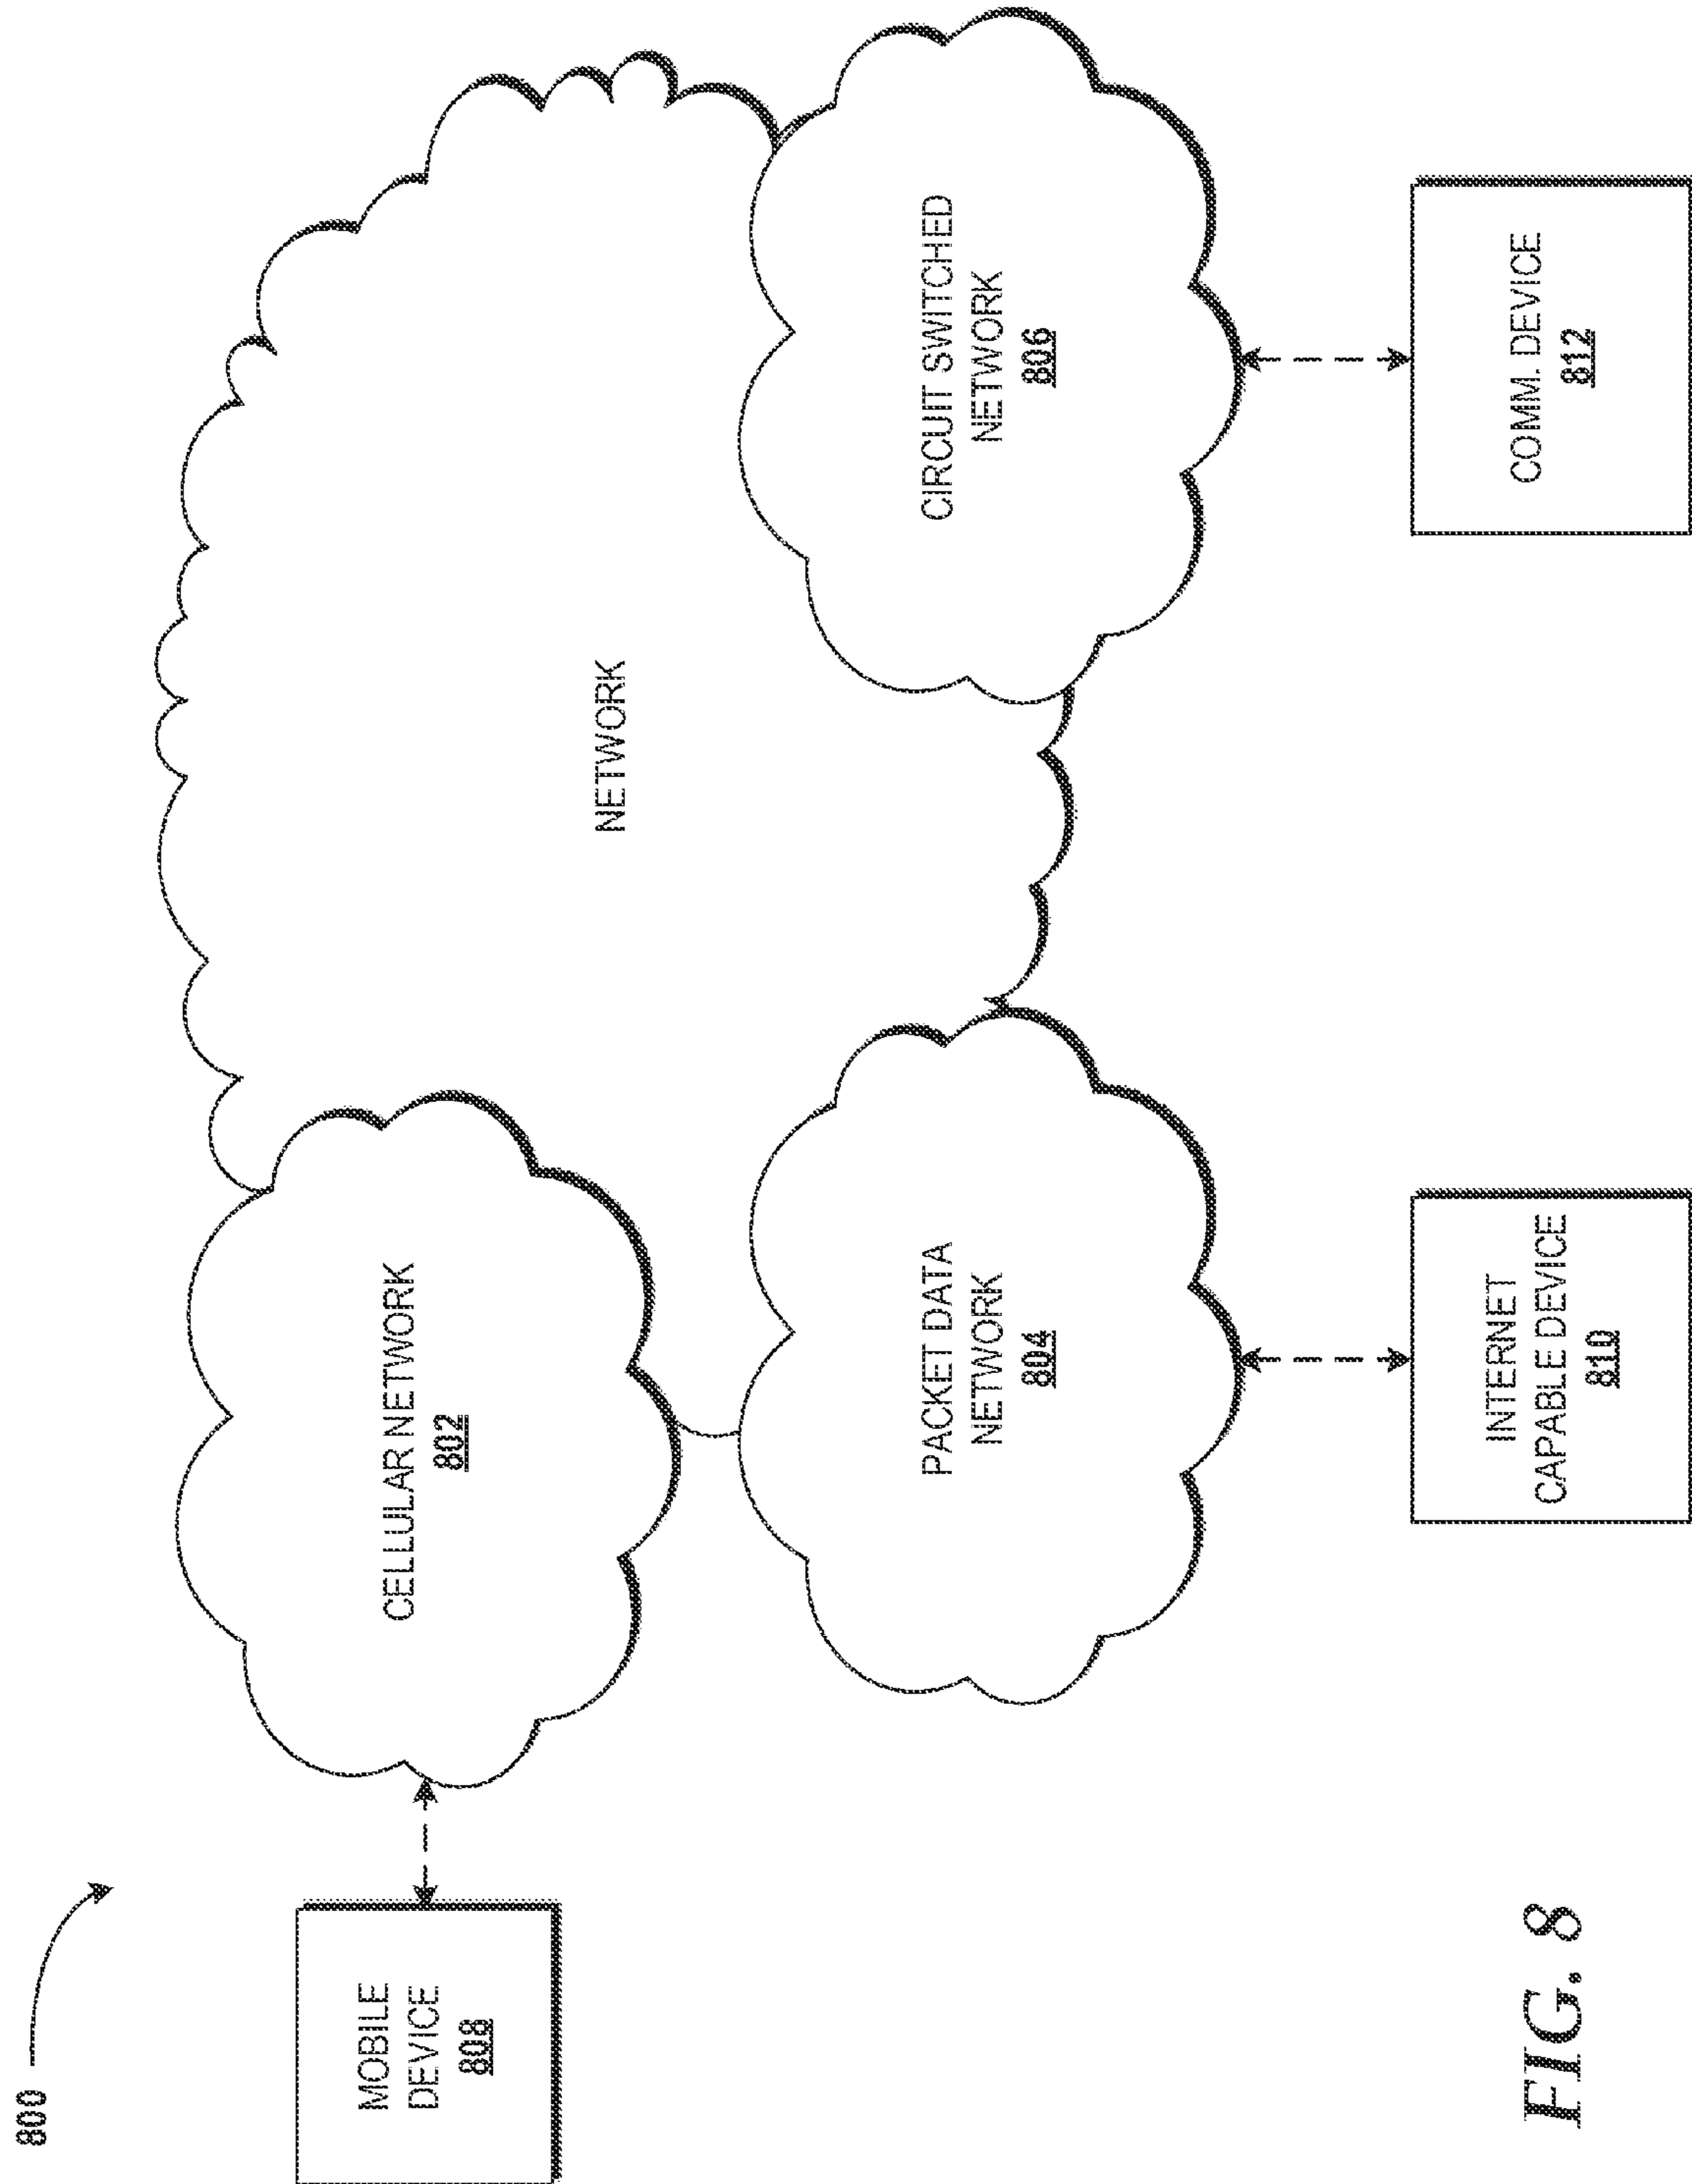 800
MOBILE
DEVICE
808
CELLULAR NETWORK
802
NETWORK
PACKET DATA
NETWORK
804
CIRCUIT SWITCHED
NETWORK
806
INTERNET
CAPABLE DEVICE
810
COMM. DEVICE
812
FIG. 8